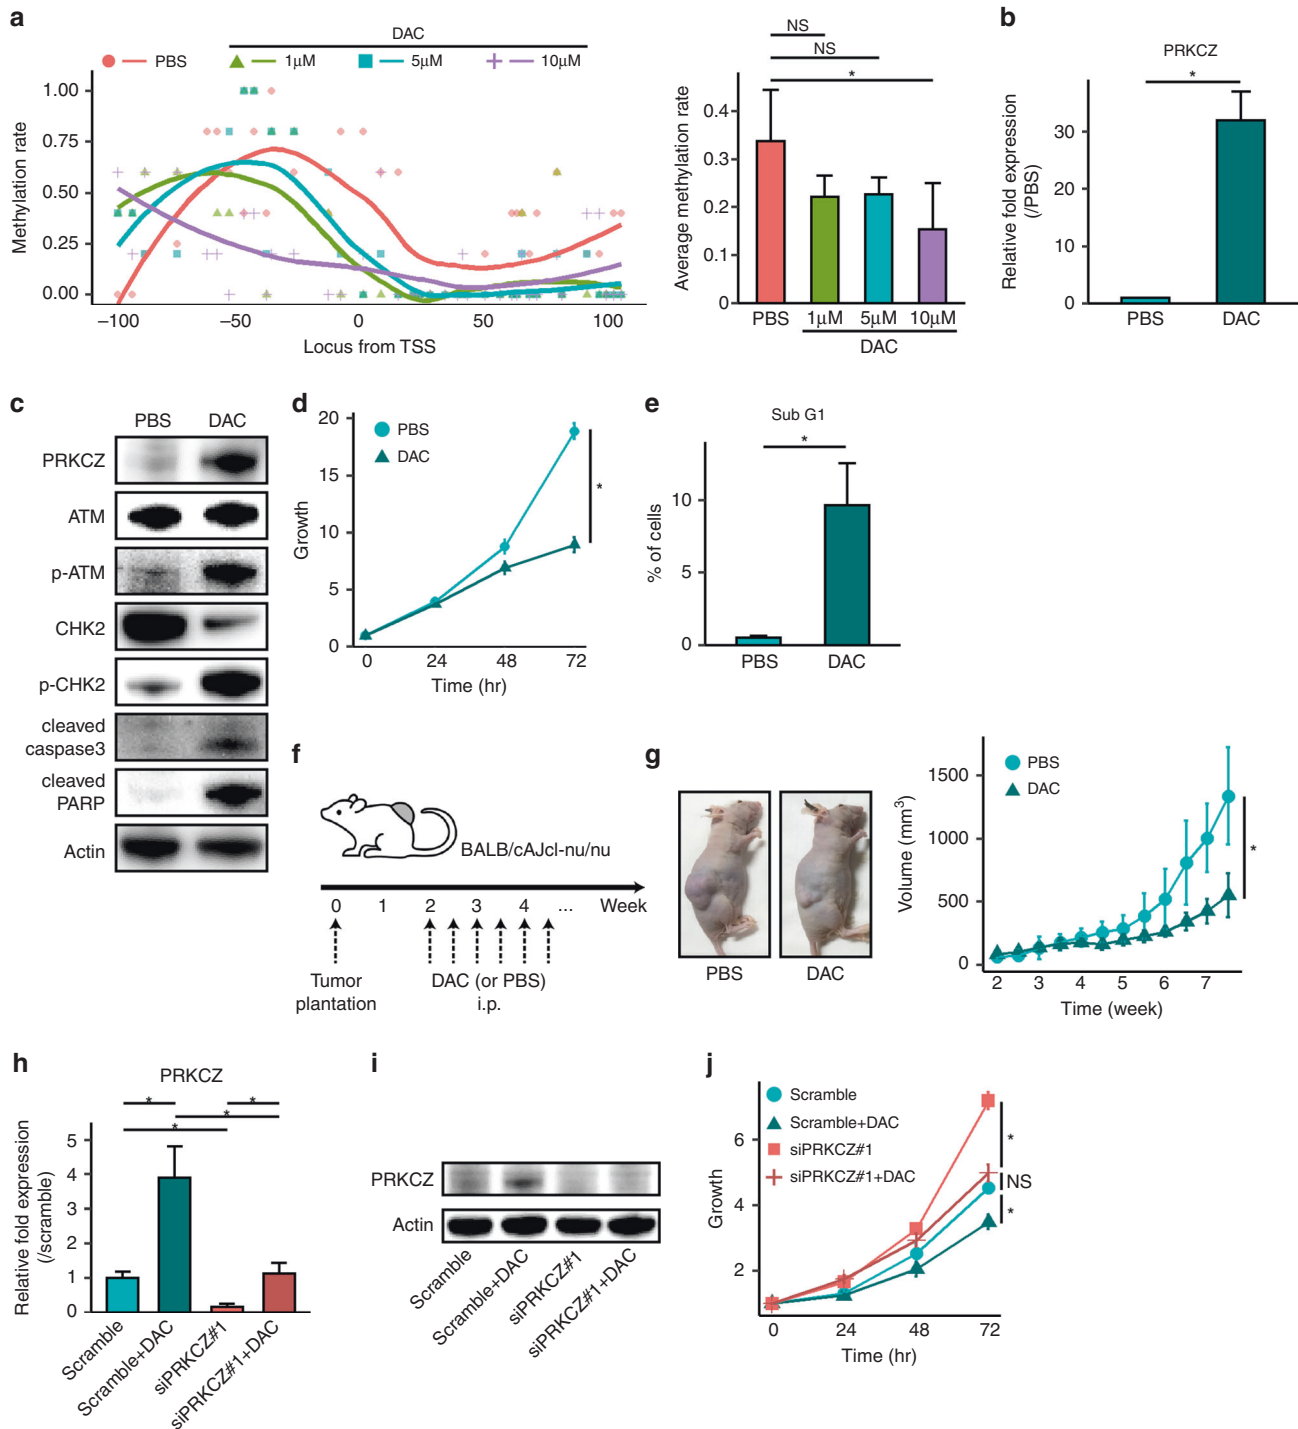 a
DAC
PBS 1µM 5µM 10µM
Methylation rate
1.00
0.75
0.50
0.25
0.00
−100 −50 0 50 100
Locus from TSS
NS
NS
*
Average methylation rate
0.4
0.3
0.2
0.1
0
PBS 1µM 5µM 10µM
DAC
b
PRKCZ
*
Relative fold expression
(/PBS)
30
20
10
0
PBS DAC
c
PBS DAC
PRKCZ
ATM
p-ATM
CHK2
p-CHK2
cleaved
caspase3
cleaved
PARP
Actin
d
PBS
DAC
Growth
20
15
10
5
0
*
0 24 48 72
Time (hr)
e
Sub G1
*
% of cells
10
5
0
PBS DAC
f
BALB/cAJcl-nu/nu
0 1 2 3 4 ... Week
Tumor
plantation
DAC (or PBS)
i.p.
g
PBS DAC
PBS
DAC
Volume (mm³)
1500
1000
500
0
*
2 3 4 5 6 7
Time (week)
h
PRKCZ
* *
*
*
Relative fold expression
(/scramble)
5
4
3
2
1
0
Scramble
Scramble+DAC
siPRKCZ#1
siPRKCZ#1+DAC
i
PRKCZ
Actin
Scramble
Scramble+DAC
siPRKCZ#1
siPRKCZ#1+DAC
j
Scramble
Scramble+DAC
siPRKCZ#1
siPRKCZ#1+DAC
Growth
6
4
2
*
NS
*
0 24 48 72
Time (hr)